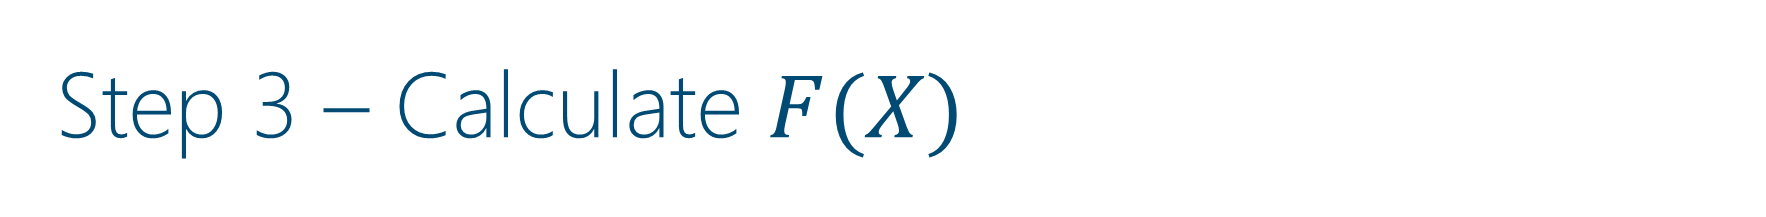 Step 3 – Calculate F(X)